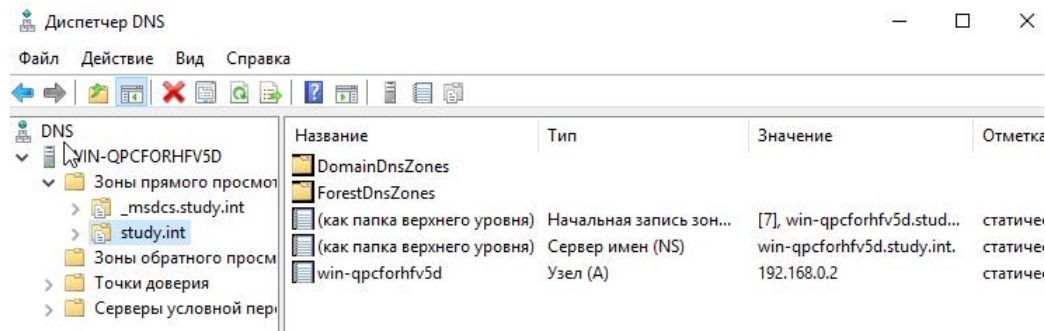 Диспетчер DNS
Файл Действие Вид Справка
DNS
WIN-QPCFORHFV5D
Зоны прямого просмот
_msdcs.study.int
study.int
Зоны обратного просм
Точки доверия
Серверы условной пер
Название Тип Значение Отметка
DomainDnsZones
ForestDnsZones
(как папка верхнего уровня) Начальная запись зон... [7], win-qpcforhfv5d.stud... статиче
(как папка верхнего уровня) Сервер имен (NS) win-qpcforhfv5d.study.int. статиче
win-qpcforhfv5d Узел (A) 192.168.0.2 статиче